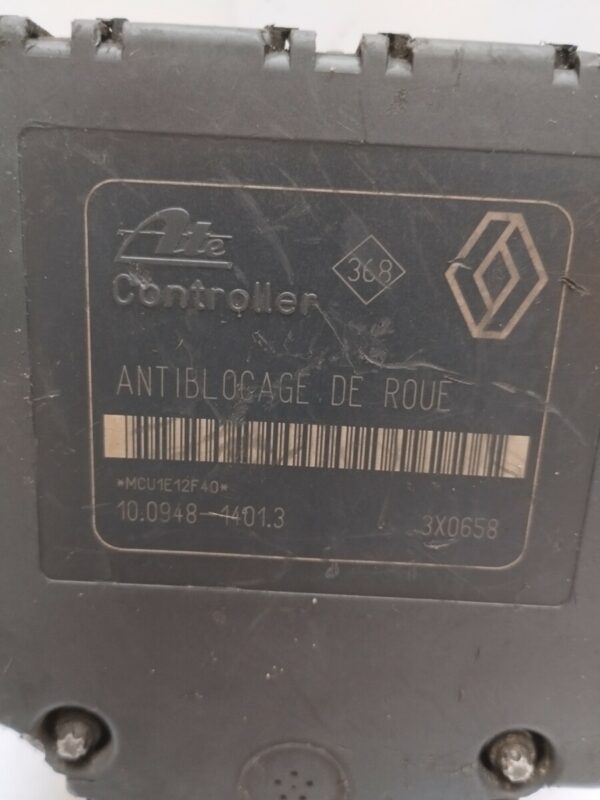 Ate
Controller
368
ANTIBLOCAGE DE ROUE
*MCU1E12F40*
10.0948-1401.3 3X0658